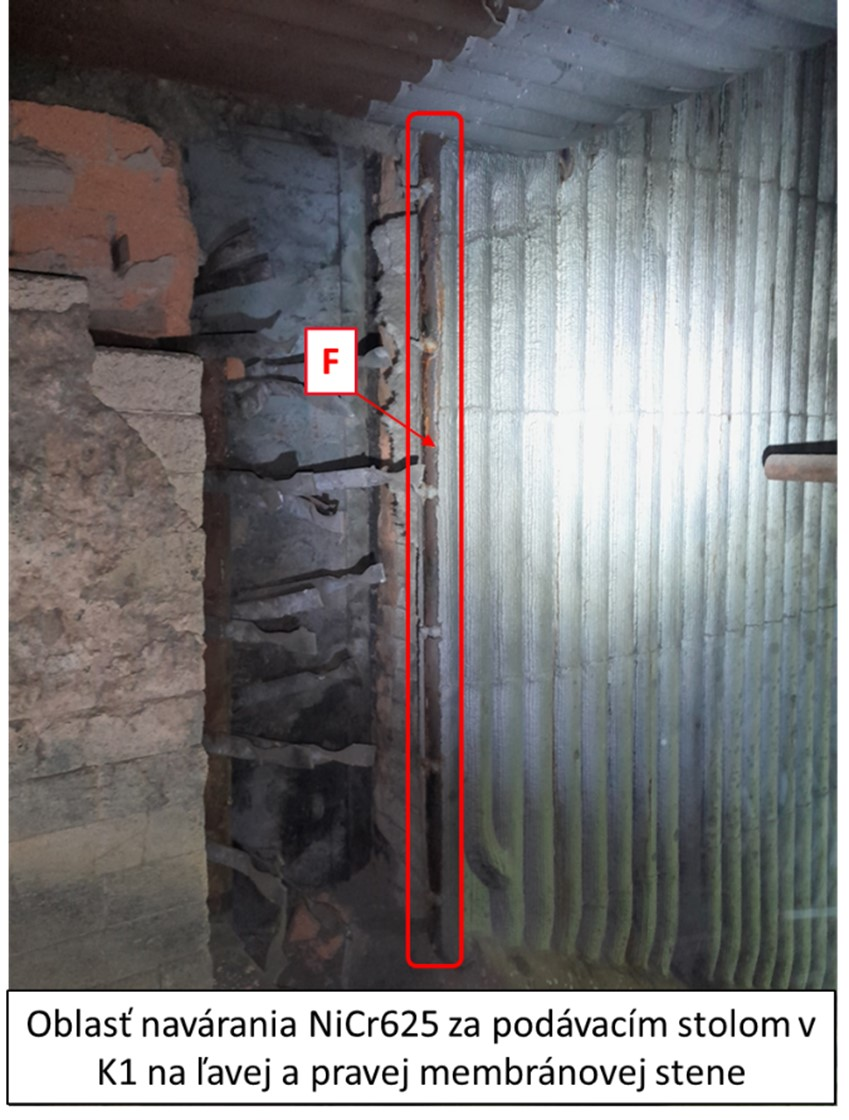 F
Oblasť navárania NiCr625 za podávacím stolom v
K1 na ľavej a pravej membránovej stene